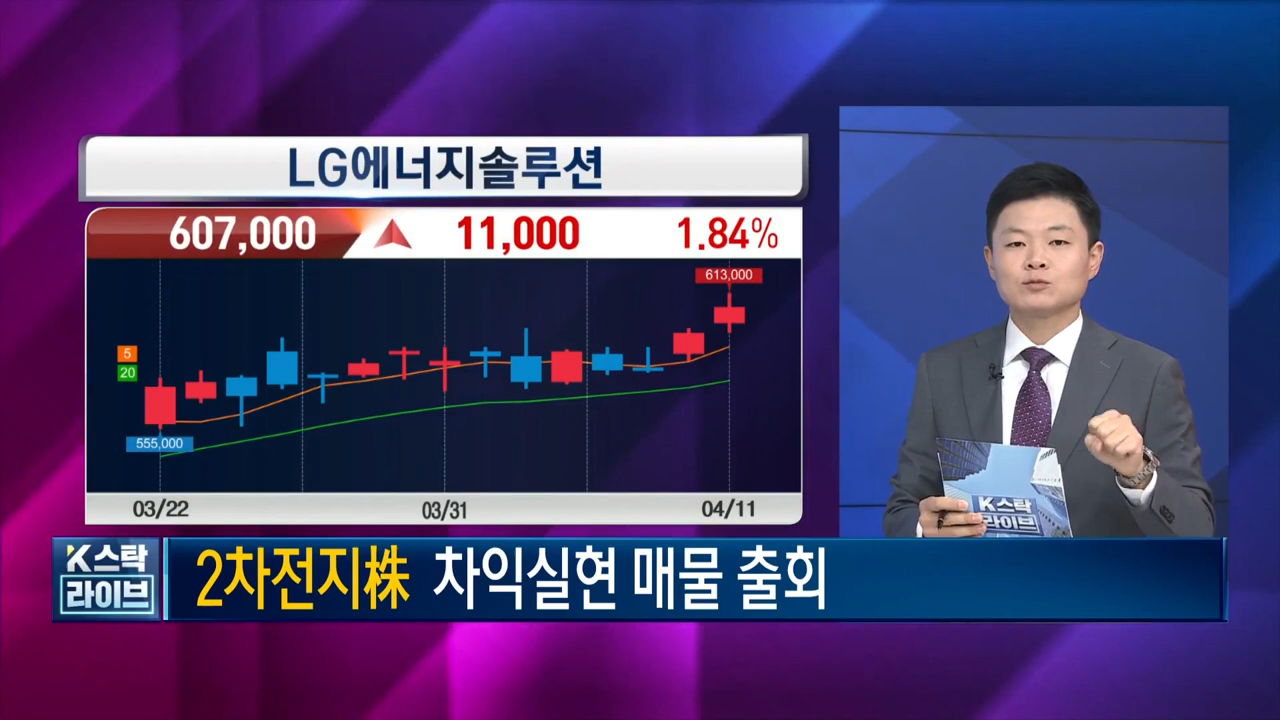 LG에너지솔루션
607,000 ▲ 11,000 1.84%
613,000
5
20
555,000
03/22 03/31 04/11
K스탁
라이브
K스탁
라이브
2차전지株 차익실현 매물 출회